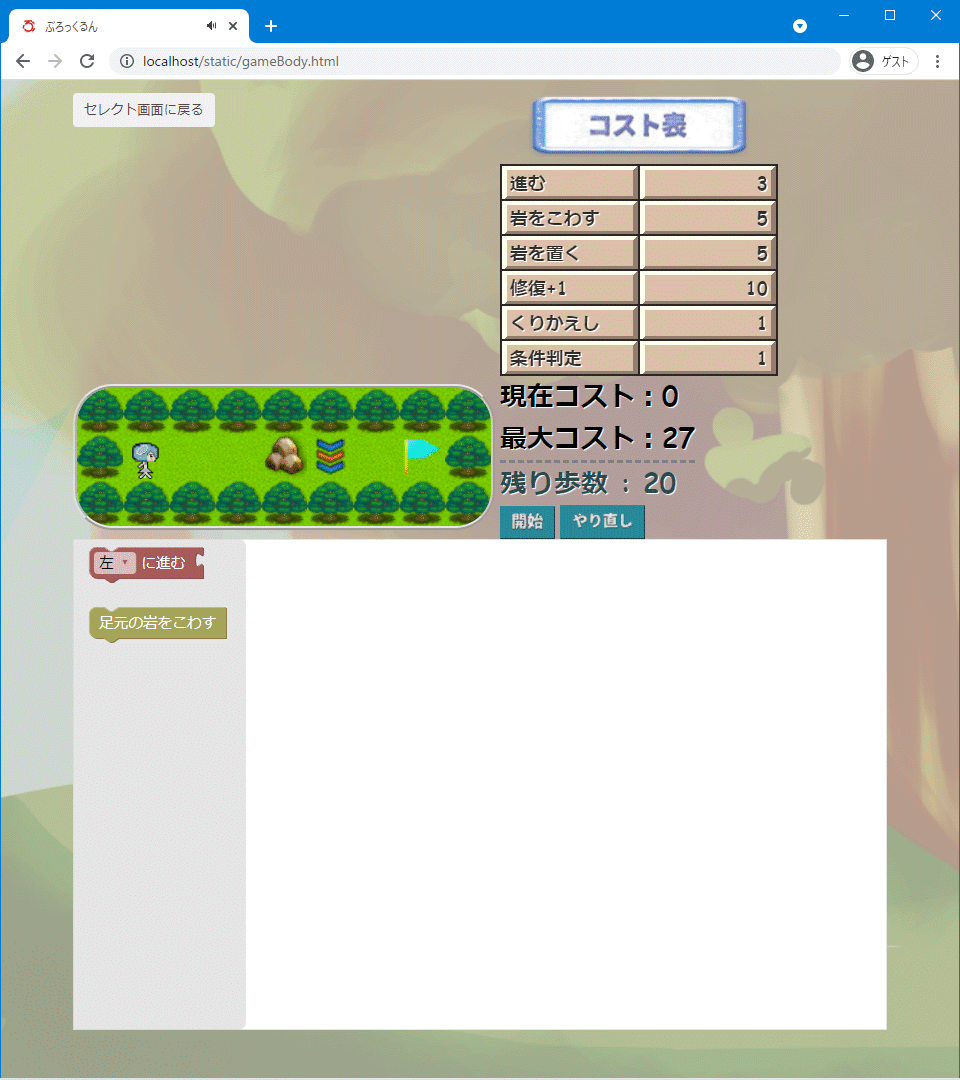 ぷろっくるん
localhost/static/gameBody.html
ゲスト
セレクト画面に戻る
コスト表
進む 3
岩をこわす 5
岩を置く 5
修復+1 10
くりかえし 1
条件判定 1
現在コスト：0
最大コスト：27
残り歩数 ： 20
開始 やり直し
左 に進む
足元の岩をこわす